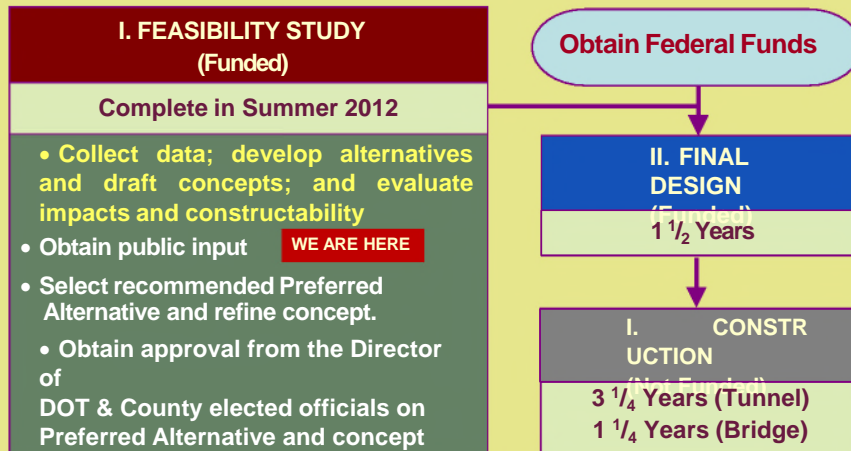 I. FEASIBILITY STUDY
(Funded)
Complete in Summer 2012
• Collect data; develop alternatives
and draft concepts; and evaluate
impacts and constructability
• Obtain public input WE ARE HERE
• Select recommended Preferred
Alternative and refine concept.
• Obtain approval from the Director
of
DOT & County elected officials on
Preferred Alternative and concept
Obtain Federal Funds
II. FINAL
DESIGN
(Funded)
1 1/2 Years
I. CONSTR
UCTION
(Not Funded)
3 1/4 Years (Tunnel)
1 1/4 Years (Bridge)